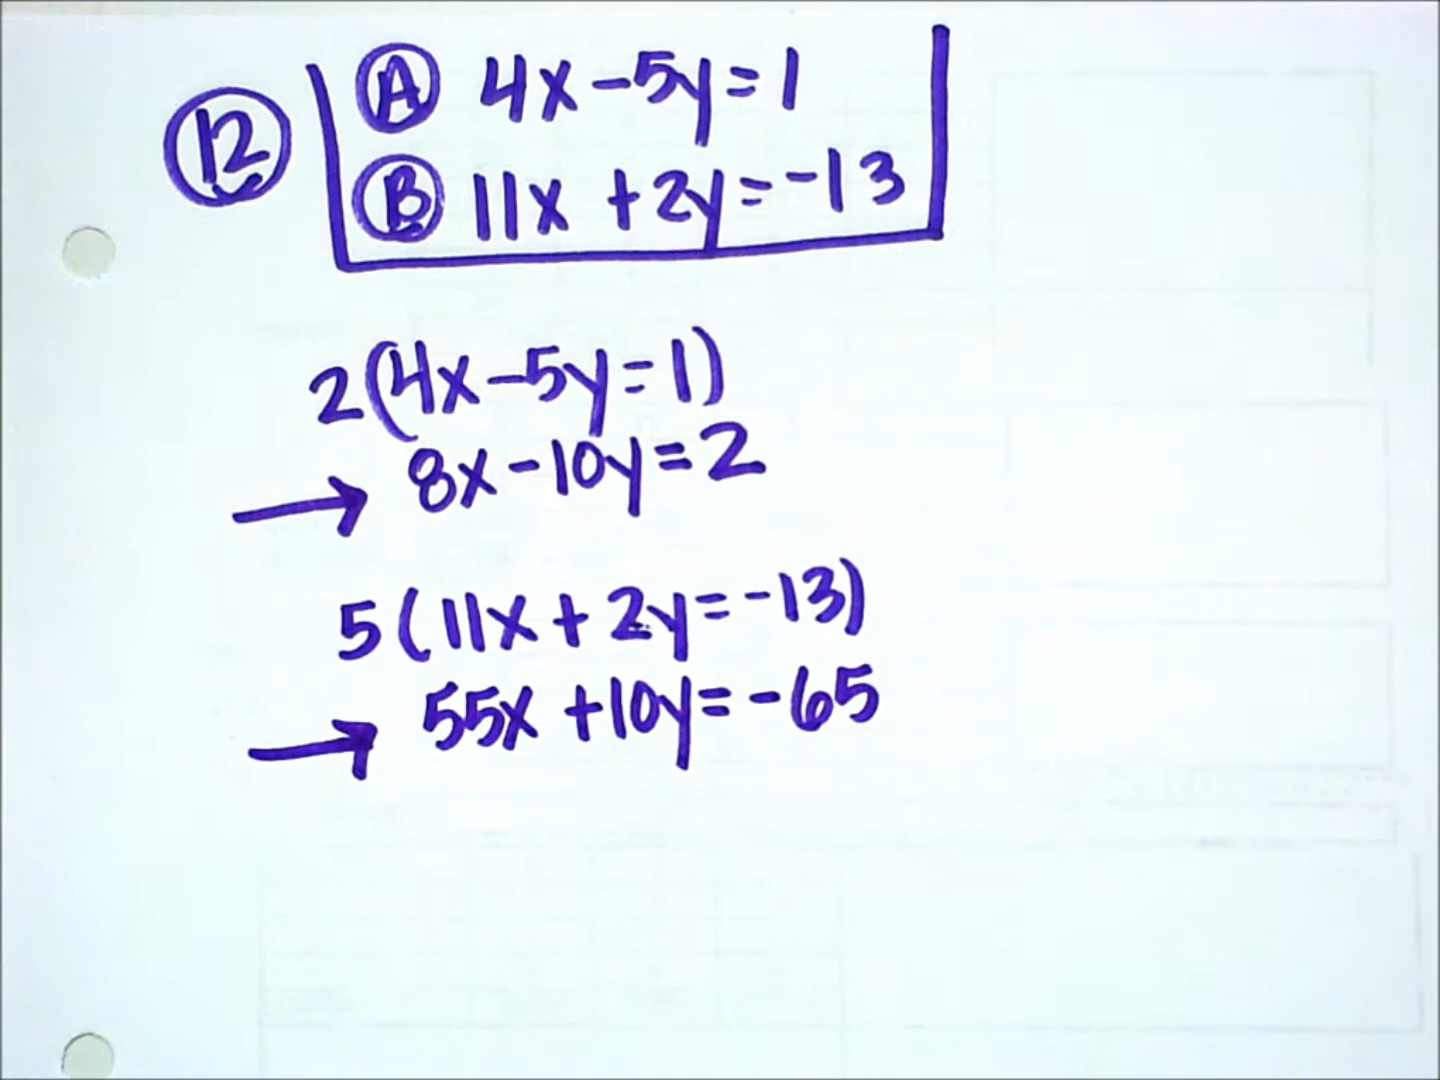 12
A 4x-5y=1
B 11x+2y=-13
2(4x-5y=1)
→ 8x-10y=2
5(11x+2y=-13)
→ 55x+10y=-65